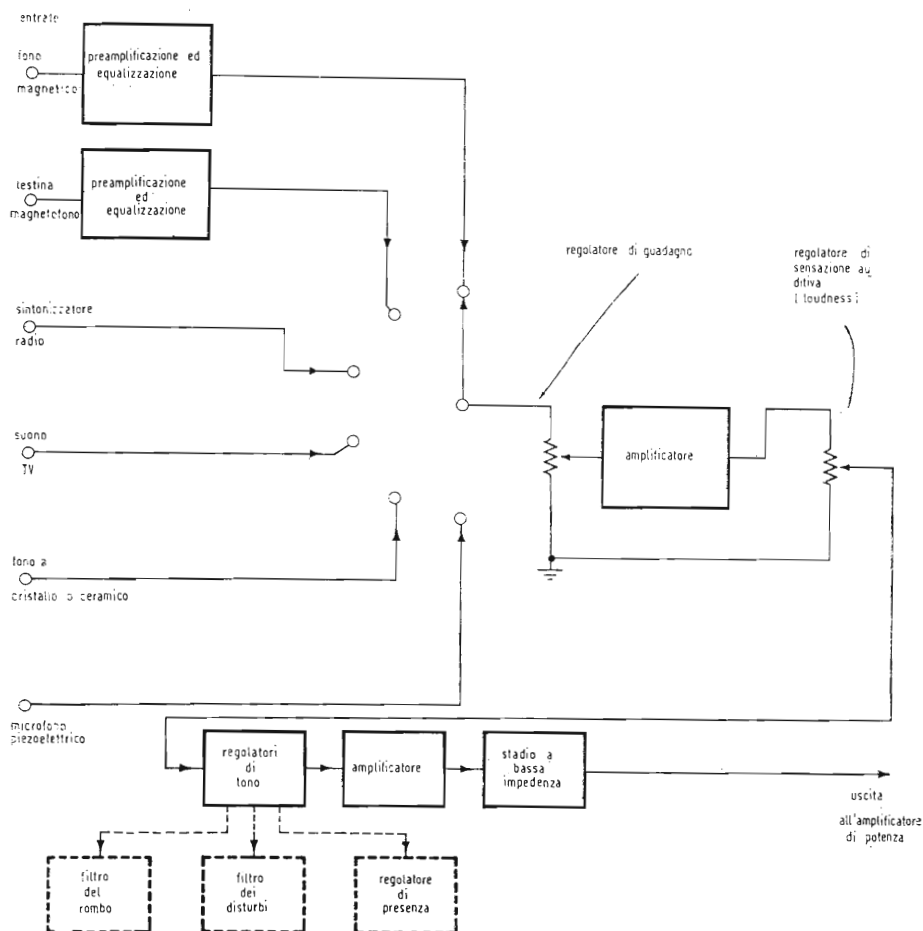 entrate
fono
magnetico
preamplificazione ed
equalizzazione
testina
magnetofono
preamplificazione
ed
equalizzazione
sintonizzatore
radio
suono
TV
fono a
cristallo o ceramico
microfono
piezoelettrico
regolatore di guadagno
regolatore di
sensazione au
ditiva
( loudness )
amplificatore
regolatori
di
tono
amplificatore
stadio a
bassa
impedenza
uscita
all'amplificatore
di potenza
filtro
del
rombo
filtro
dei
disturbi
regolatore
di
presenza